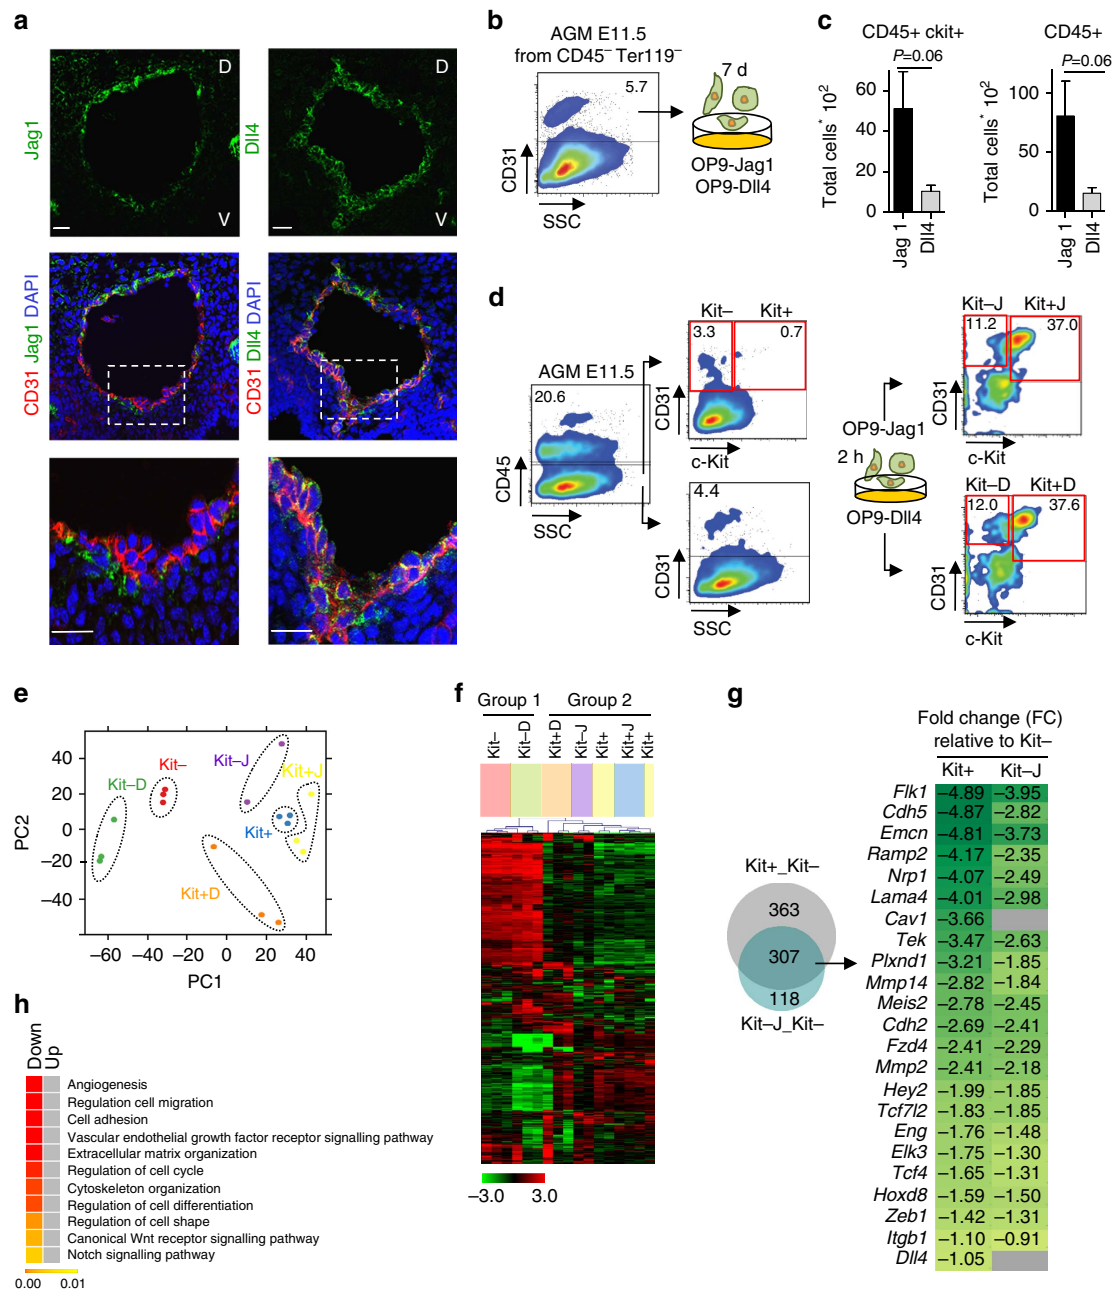 a
Jag1
D
V
Dll4
D
V
CD31 Jag1 DAPI
CD31 Dll4 DAPI
b
AGM E11.5
from CD45– Ter119–
5.7
CD31
SSC
7 d
OP9-Jag1
OP9-Dll4
c
CD45+ ckit+
P=0.06
Total cells* 10²
60
40
20
0
Jag 1
Dll4
CD45+
P=0.06
Total cells* 10²
100
50
0
Jag 1
Dll4
d
AGM E11.5
20.6
CD45
SSC
Kit– Kit+
3.3 0.7
CD31
c-Kit
4.4
CD31
SSC
OP9-Jag1
2 h
OP9-Dll4
Kit–J Kit+J
11.2 37.0
CD31
c-Kit
Kit–D Kit+D
12.0 37.6
CD31
c-Kit
e
PC2
40
20
0
–20
–40
–60 –40 –20 0 20 40
PC1
Kit–D
Kit–
Kit–J
Kit+J
Kit+
Kit+D
f
Group 1 Group 2
Kit– Kit–D Kit+D Kit–J Kit+ Kit+J Kit+
–3.0 3.0
g
Kit+_Kit–
363
307
118
Kit–J_Kit–
Fold change (FC)
relative to Kit–
Kit+ Kit–J
Flk1 –4.89 –3.95
Cdh5 –4.87 –2.82
Emcn –4.81 –3.73
Ramp2 –4.17 –2.35
Nrp1 –4.07 –2.49
Lama4 –4.01 –2.98
Cav1 –3.66
Tek –3.47 –2.63
Plxnd1 –3.21 –1.85
Mmp14 –2.82 –1.84
Meis2 –2.78 –2.45
Cdh2 –2.69 –2.41
Fzd4 –2.41 –2.29
Mmp2 –2.41 –2.18
Hey2 –1.99 –1.85
Tcf7l2 –1.83 –1.85
Eng –1.76 –1.48
Elk3 –1.75 –1.30
Tcf4 –1.65 –1.31
Hoxd8 –1.59 –1.50
Zeb1 –1.42 –1.31
Itgb1 –1.10 –0.91
Dll4 –1.05
h
Down Up
Angiogenesis
Regulation cell migration
Cell adhesion
Vascular endothelial growth factor receptor signalling pathway
Extracellular matrix organization
Regulation of cell cycle
Cytoskeleton organization
Regulation of cell differentiation
Regulation of cell shape
Canonical Wnt receptor signalling pathway
Notch signalling pathway
0.00 0.01